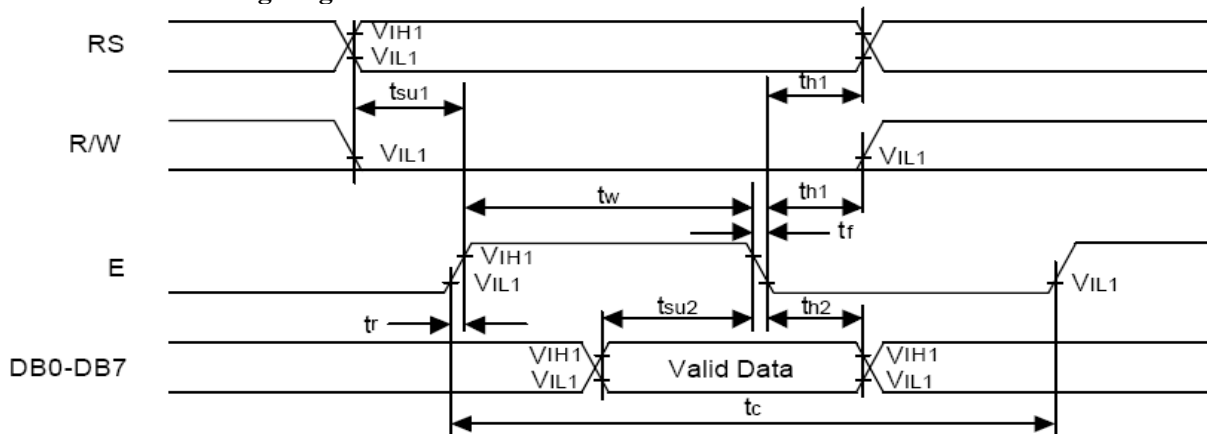 RS
VIH1
VIL1
tsu1
th1
R/W
VIL1
VIL1
tw
th1
tf
E
VIH1
VIL1
VIL1
tr
tsu2
th2
DB0-DB7
VIH1
VIL1
Valid Data
VIH1
VIL1
tc